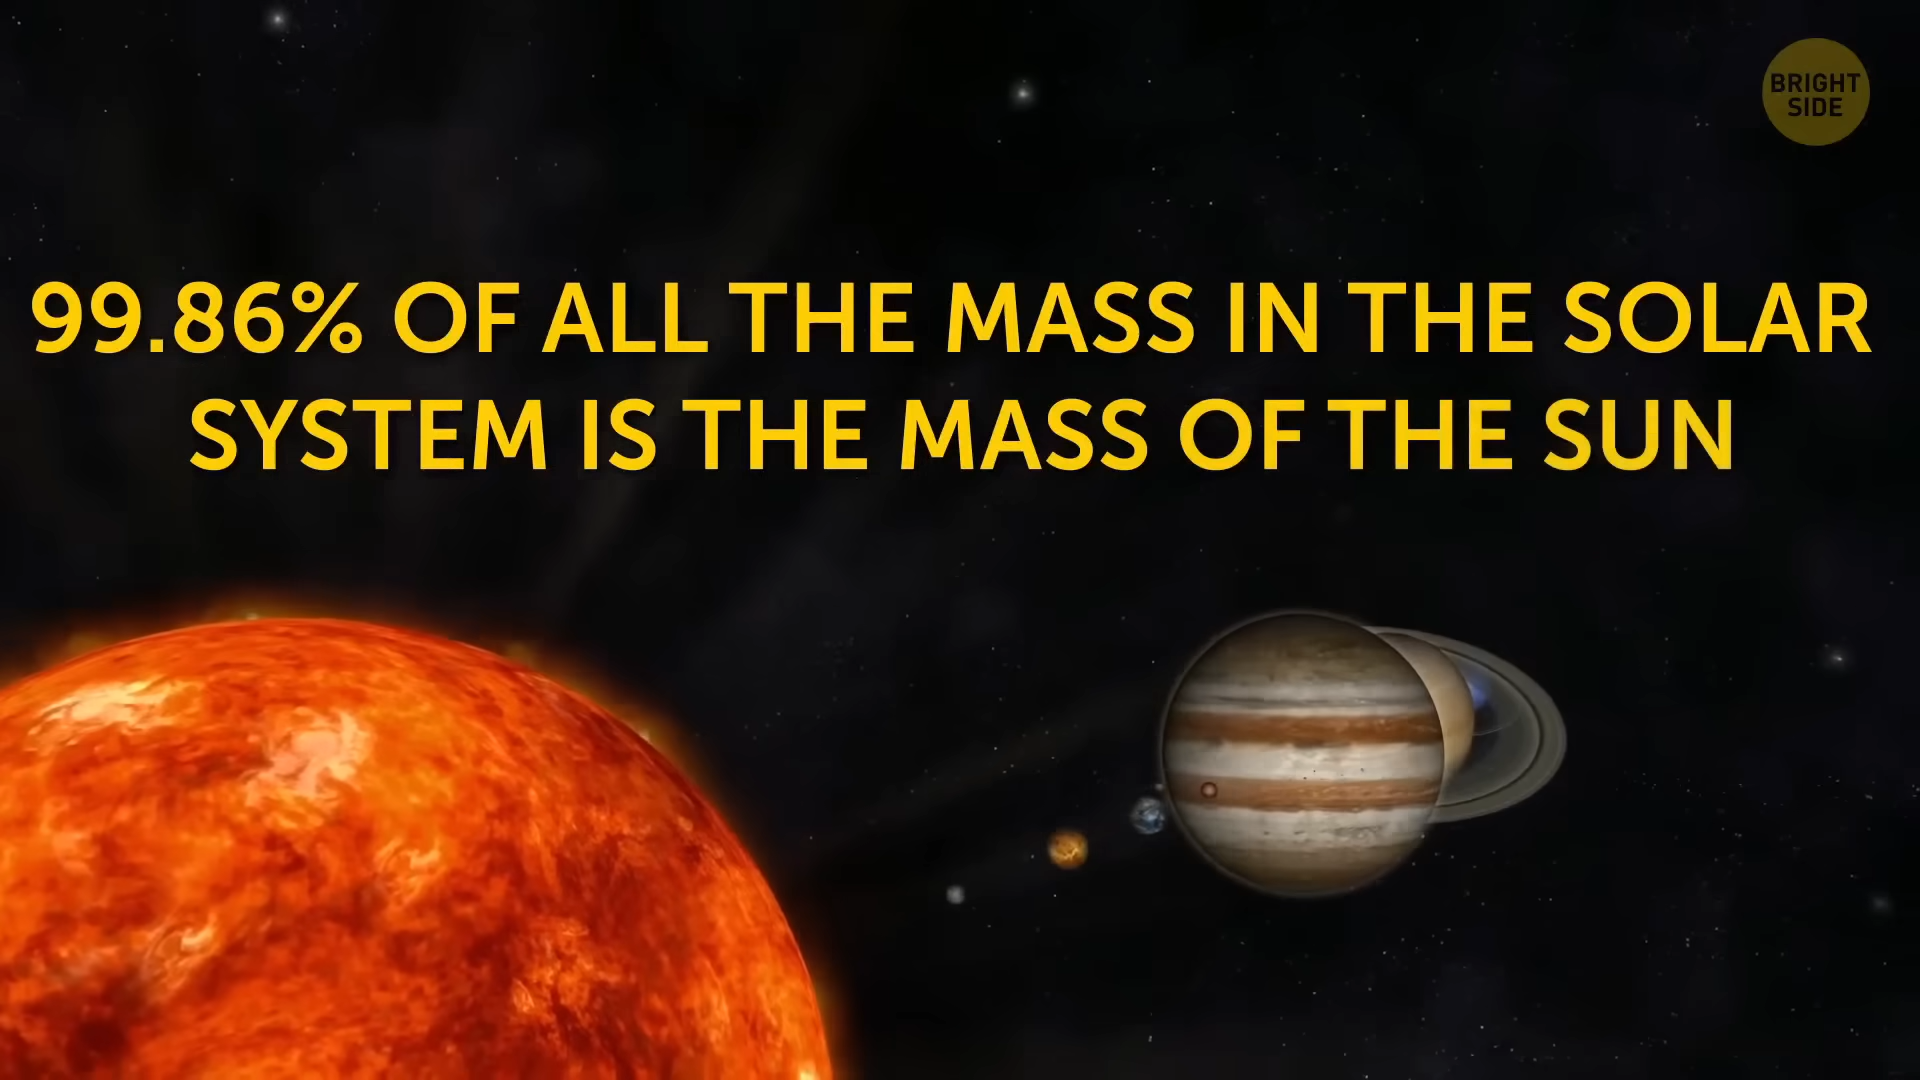 BRIGHT
SIDE
99.86% OF ALL THE MASS IN THE SOLAR
SYSTEM IS THE MASS OF THE SUN